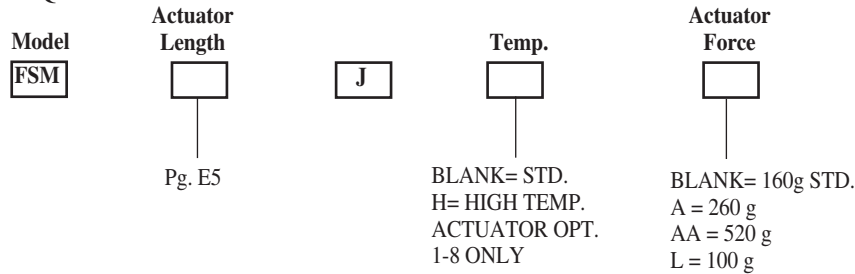 Actuator
Actuator
Model
Length
Temp.
Force
FSM
J
Pg. E5
BLANK= STD.
H= HIGH TEMP.
ACTUATOR OPT.
1-8 ONLY
BLANK= 160g STD.
A = 260 g
AA = 520 g
L = 100 g